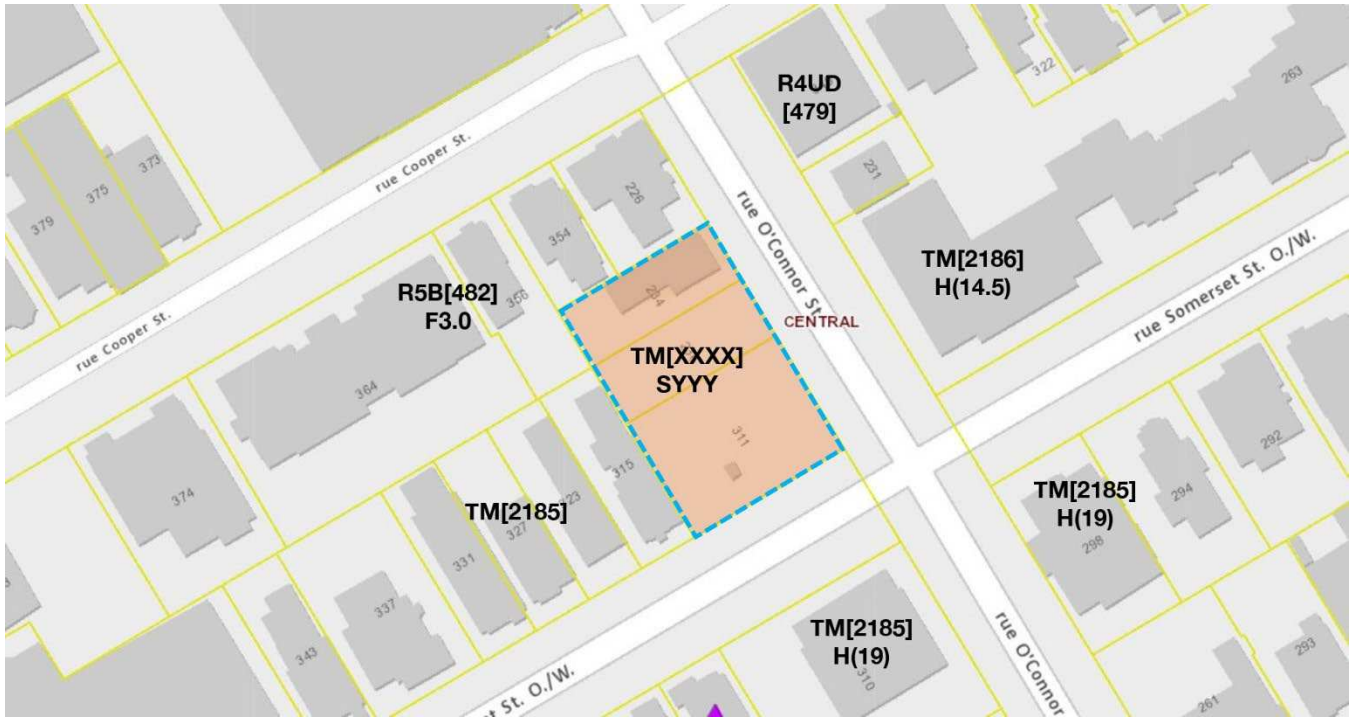 R4UD
[479]
322
263
rue Cooper St.
373
375
379
226
231
rue O'Connor St.
354
TM[2186]
H(14.5)
rue Somerset St. O./W.
R5B[482]
F3.0
356
234
CENTRAL
TM[XXXX]
SYYY
rue Cooper St.
364
311
315
292
TM[2185]
H(19)
294
298
374
TM[2185]
323
327
331
337
TM[2185]
H(19)
310
rue O'Connor
343
293
261
et St. O./W.